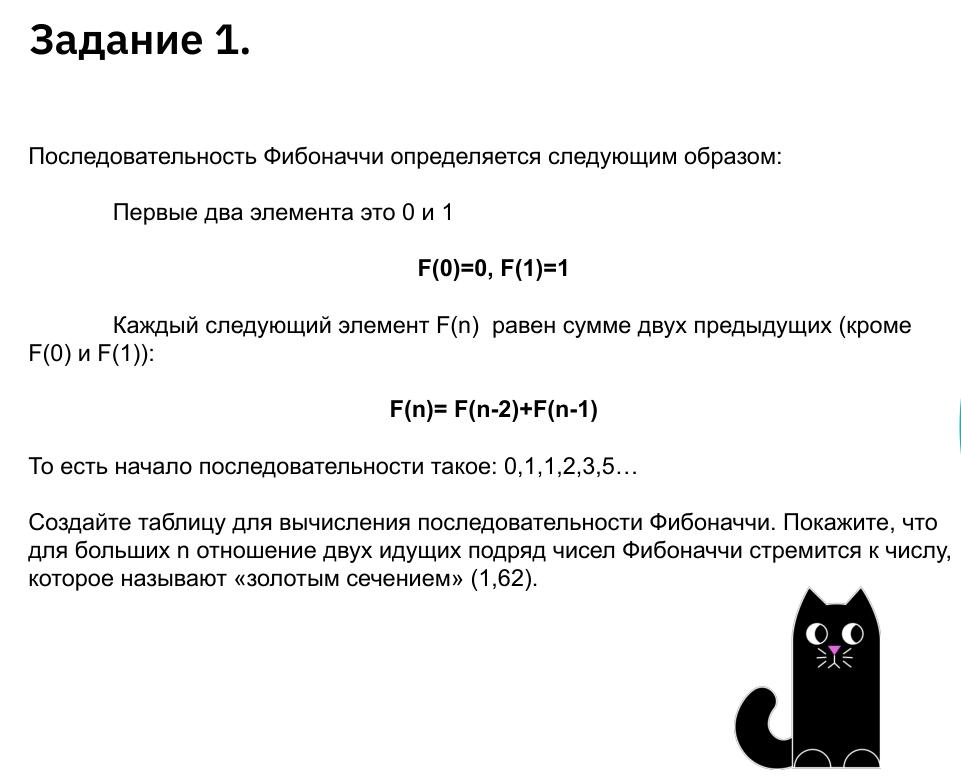 Задание 1.
Последовательность Фибоначчи определяется следующим образом:
Первые два элемента это 0 и 1
F(0)=0, F(1)=1
Каждый следующий элемент F(n)  равен сумме двух предыдущих (кроме
F(0) и F(1)):
F(n)= F(n-2)+F(n-1)
То есть начало последовательности такое: 0,1,1,2,3,5…
Создайте таблицу для вычисления последовательности Фибоначчи. Покажите, что
для больших n отношение двух идущих подряд чисел Фибоначчи стремится к числу,
которое называют «золотым сечением» (1,62).